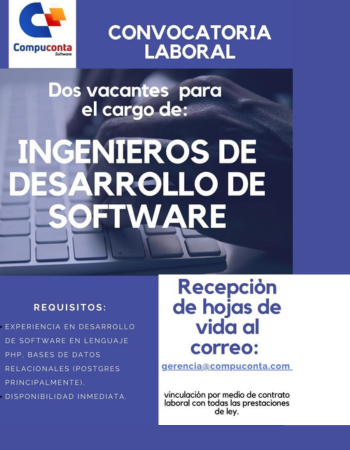 Compuconta
Software
CONVOCATORIA
LABORAL
Dos vacantes para
el cargo de:
INGENIEROS DE
DESARROLLO DE
SOFTWARE
REQUISITOS:
EXPERIENCIA EN DESARROLLO
DE SOFTWARE EN LENGUAJE
PHP, BASES DE DATOS
RELACIONALES (POSTGRES
PRINCIPALMENTE).
DISPONIBILIDAD INMEDIATA.
Recepciòn
de hojas de
vida al
correo:
gerencia@compuconta.com
vinculación por medio de contrato
laboral con todas las prestaciones
de ley.